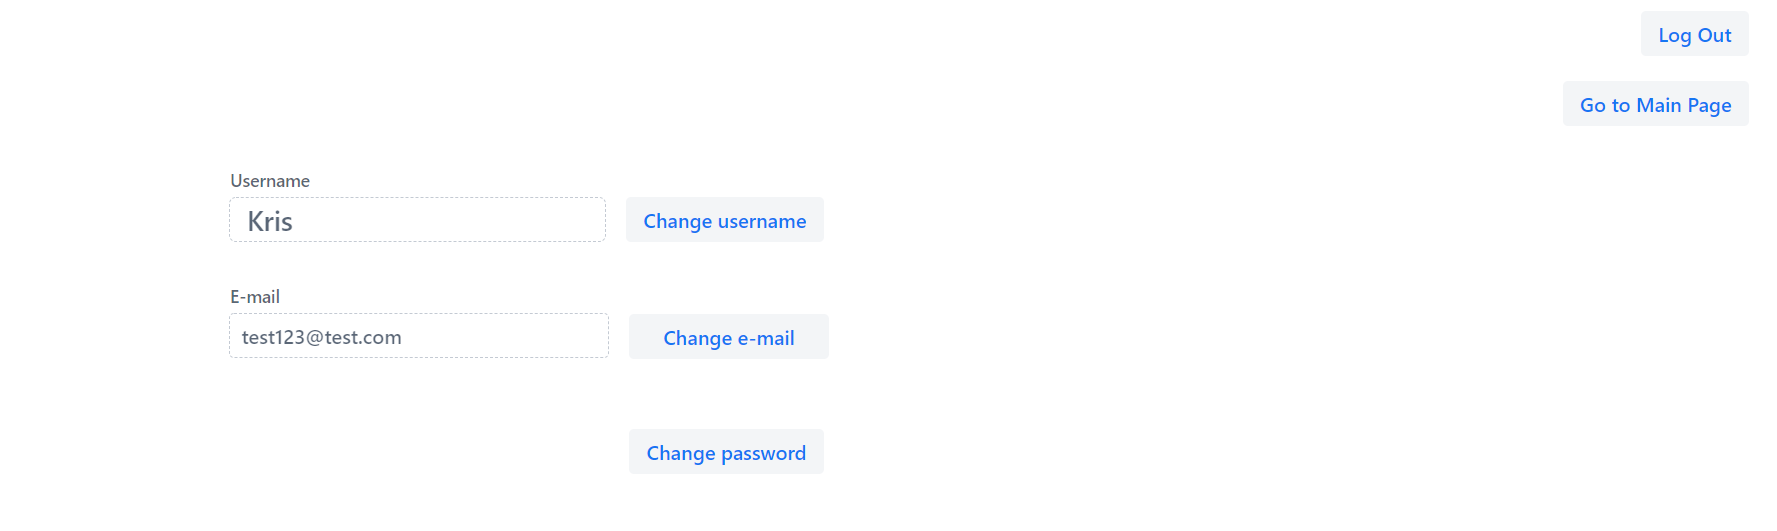 Log Out
Go to Main Page
Username
Kris
Change username
E-mail
test123@test.com
Change e-mail
Change password